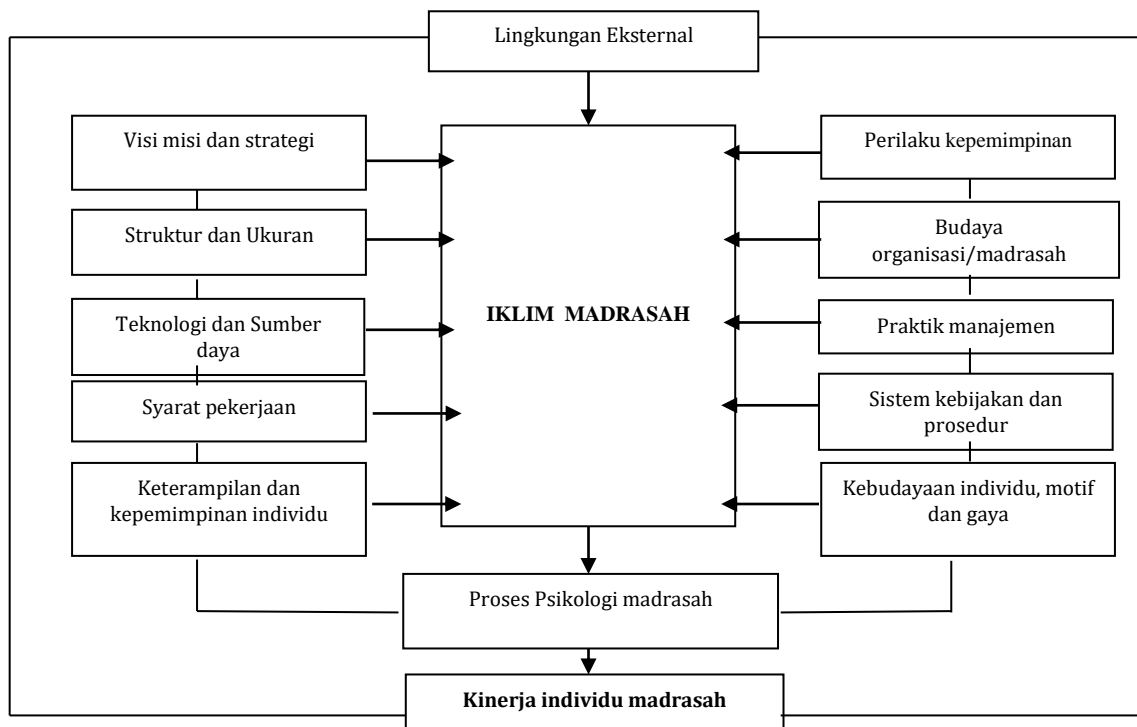 Lingkungan Eksternal
Visi misi dan strategi
Perilaku kepemimpinan
Struktur dan Ukuran
Budaya
organisasi/madrasah
Teknologi dan Sumber
daya
IKLIM MADRASAH
Praktik manajemen
Syarat pekerjaan
Sistem kebijakan dan
prosedur
Keterampilan dan
kepemimpinan individu
Kebudayaan individu, motif
dan gaya
Proses Psikologi madrasah
Kinerja individu madrasah